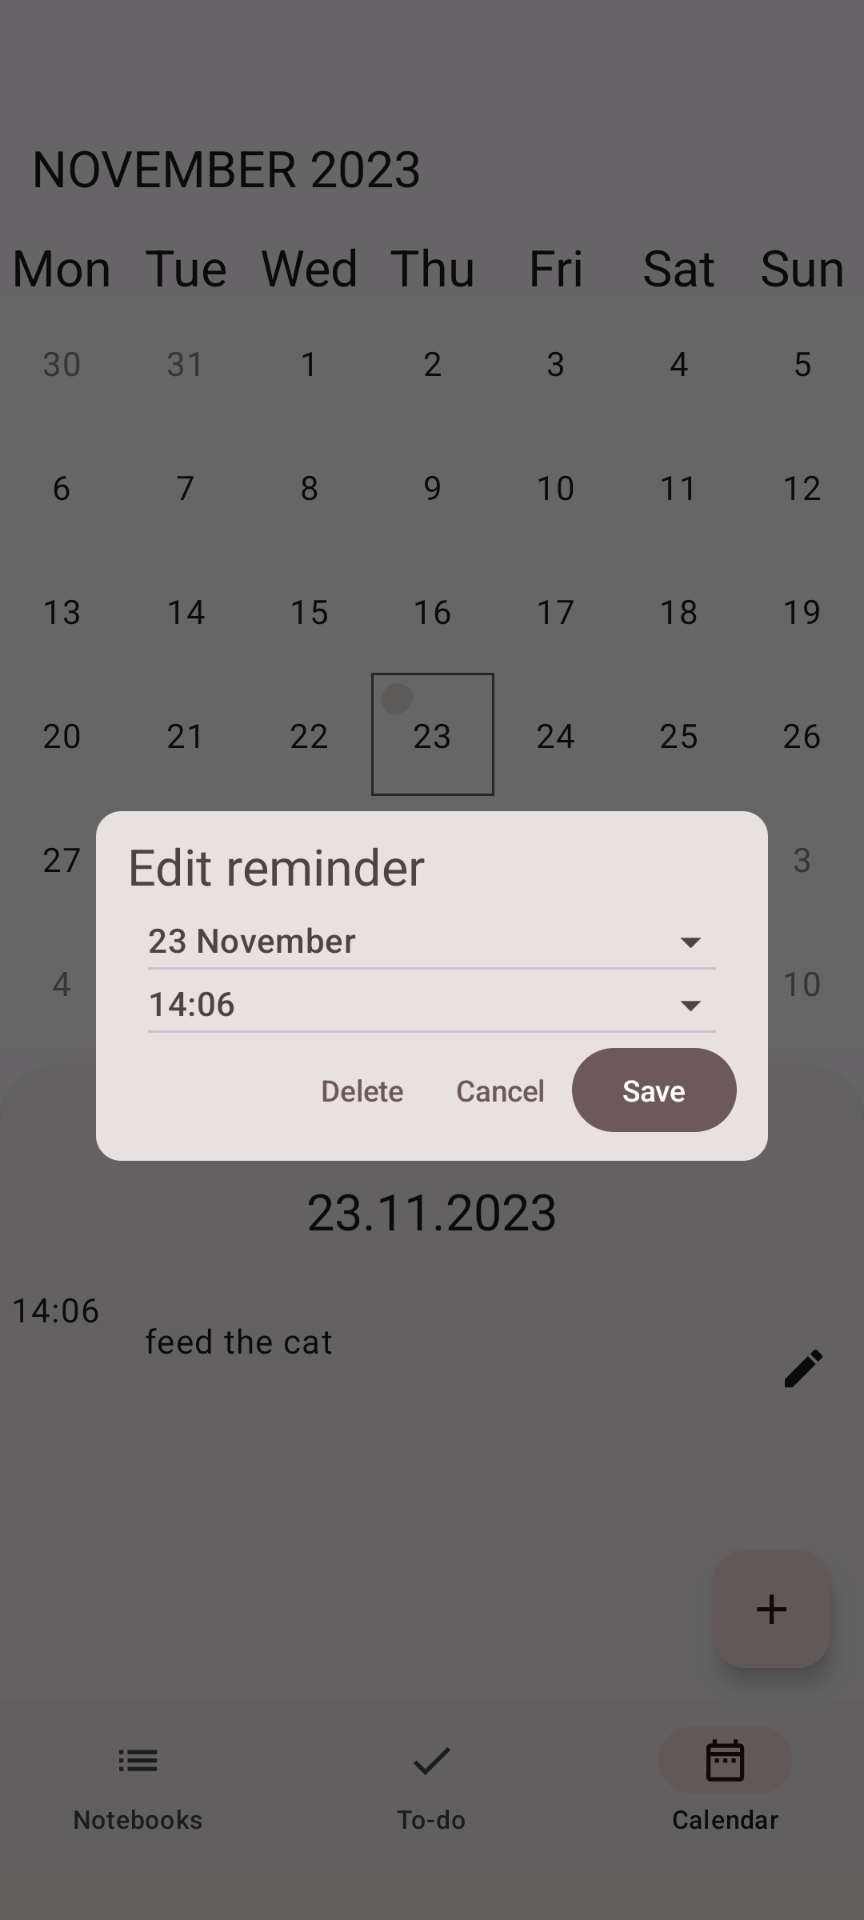 NOVEMBER 2023
Mon Tue Wed Thu Fri Sat Sun
30 31 1 2 3 4 5
6 7 8 9 10 11 12
13 14 15 16 17 18 19
20 21 22 23 24 25 26
27 3
4 10
Edit reminder
23 November
14:06
Delete Cancel Save
23.11.2023
14:06
feed the cat
Notebooks To-do Calendar